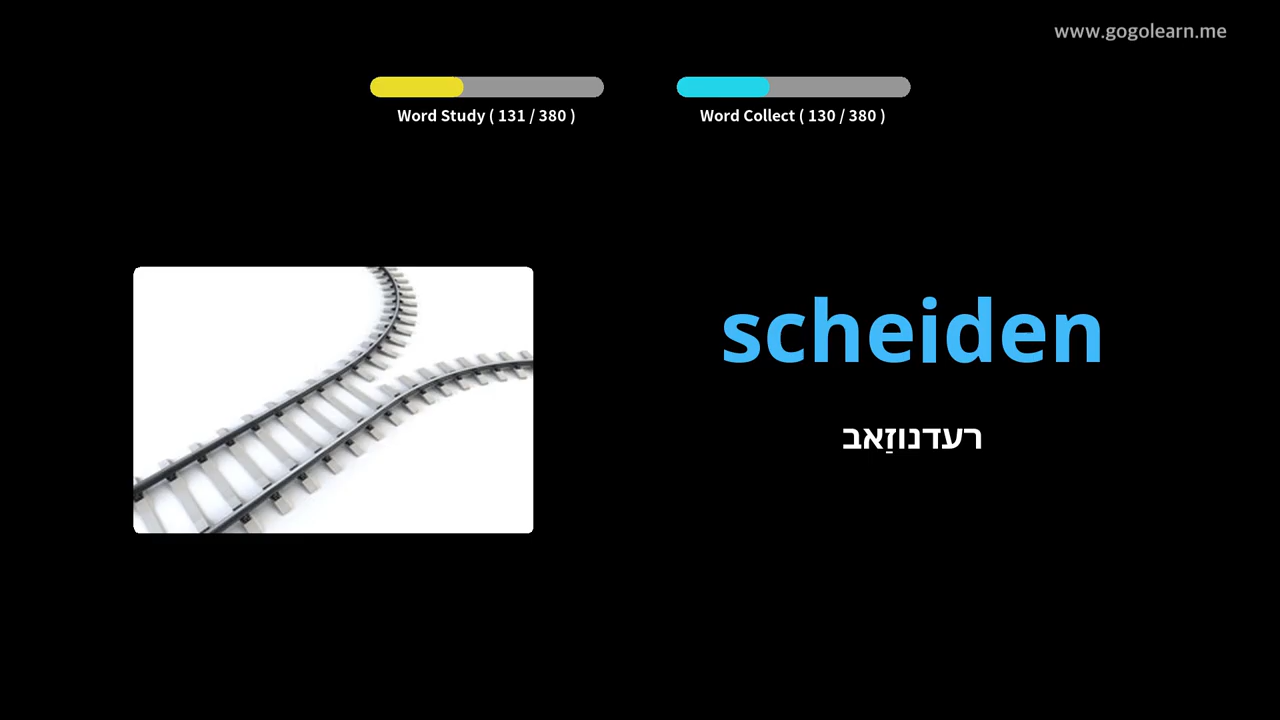 www.gogolearn.me
Word Study ( 131 / 380 )
Word Collect ( 130 / 380 )
scheiden
רעדנוזַאב